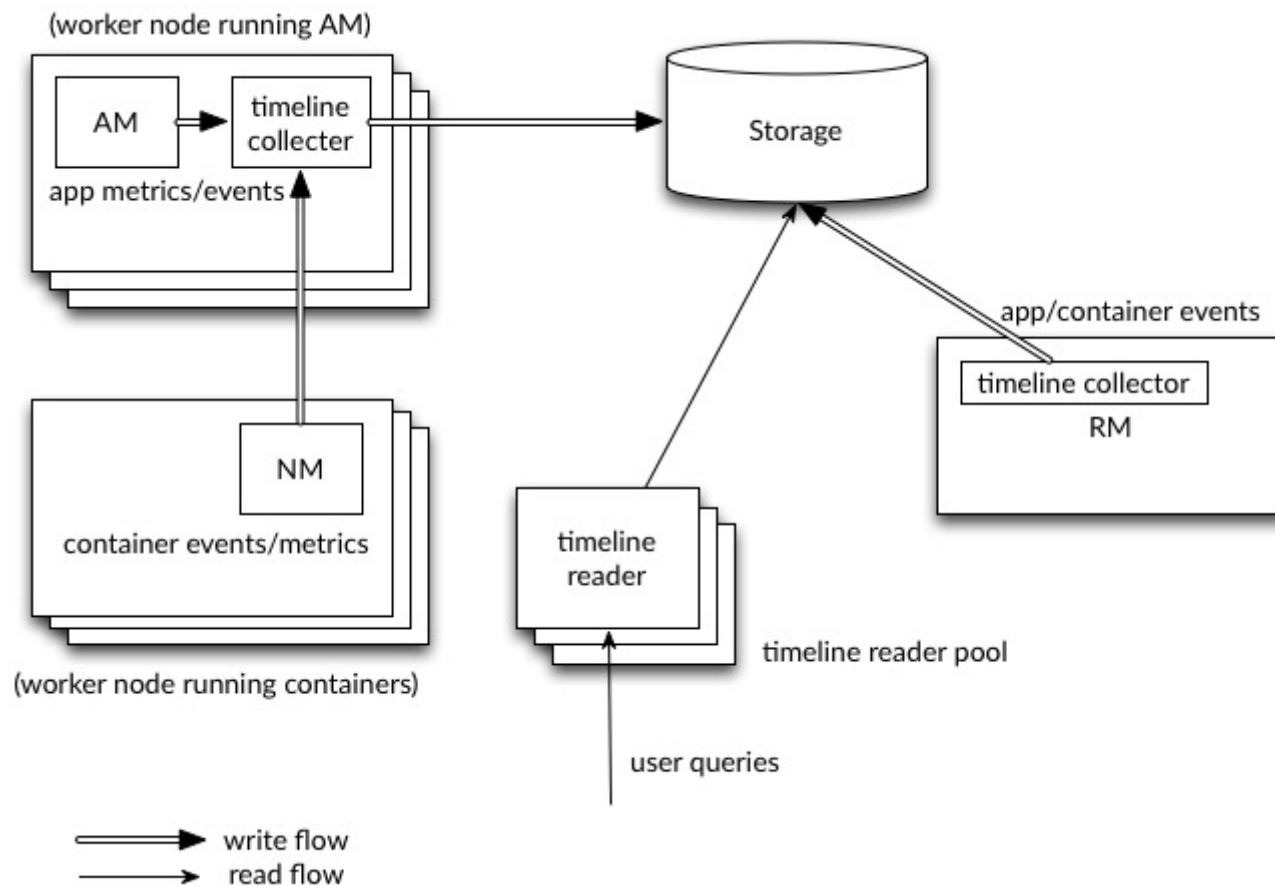 (worker node running AM)
AM
timeline
collecter
app metrics/events
Storage
app/container events
timeline collector
RM
NM
container events/metrics
(worker node running containers)
timeline
reader
timeline reader pool
user queries
write flow
read flow